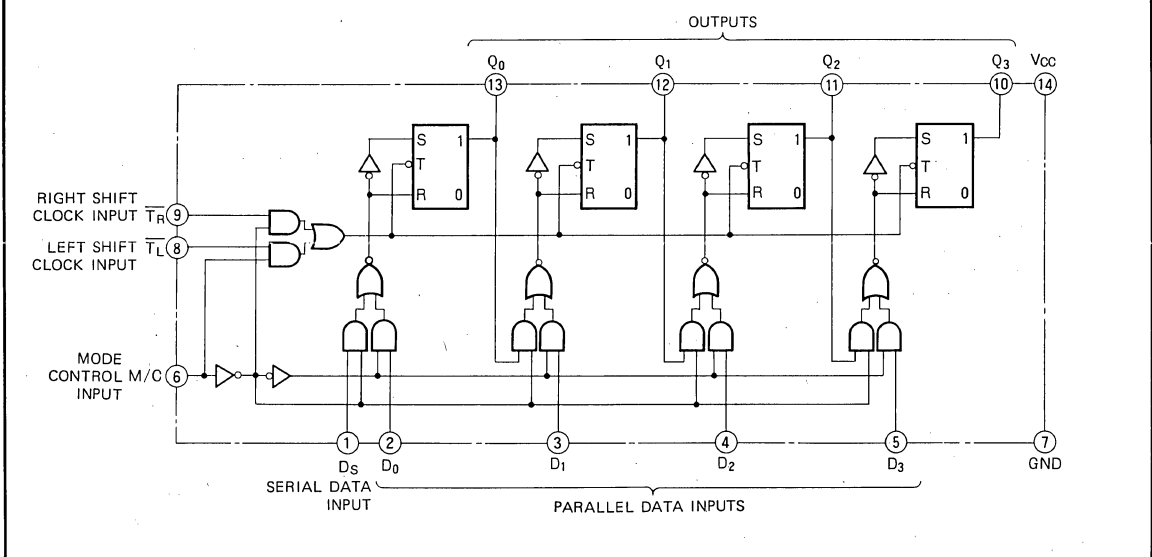 OUTPUTS
Q0 Q1 Q2 Q3 VCC
13 12 11 10 14
S 1 S 1 S 1 S 1
T T T T
R 0 R 0 R 0 R 0
RIGHT SHIFT
CLOCK INPUT T̅R̅ 9
LEFT SHIFT T̅L̅ 8
CLOCK INPUT
MODE
CONTROL M/C 6
INPUT
1 2 3 4 5 7
DS D0 D1 D2 D3 GND
SERIAL DATA
INPUT
PARALLEL DATA INPUTS